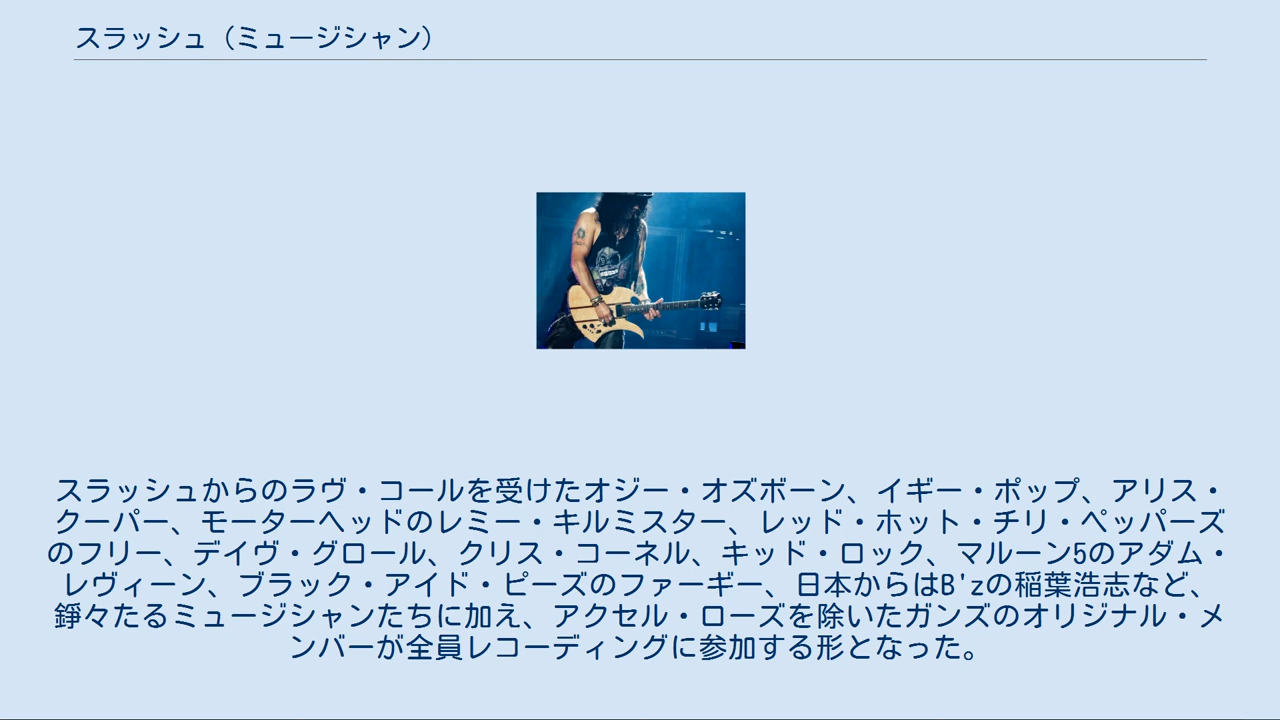 スラッシュ（ミュージシャン）
スラッシュからのラヴ・コールを受けたオジー・オズボーン、イギー・ポップ、アリス・
クーパー、モーターヘッドのレミー・キルミスター、レッド・ホット・チリ・ペッパーズ
のフリー、デイヴ・グロール、クリス・コーネル、キッド・ロック、マルーン5のアダム・
レヴィーン、ブラック・アイド・ピーズのファーギー、日本からはB'zの稲葉浩志など、
錚々たるミュージシャンたちに加え、アクセル・ローズを除いたガンズのオリジナル・メ
ンバーが全員レコーディングに参加する形となった。